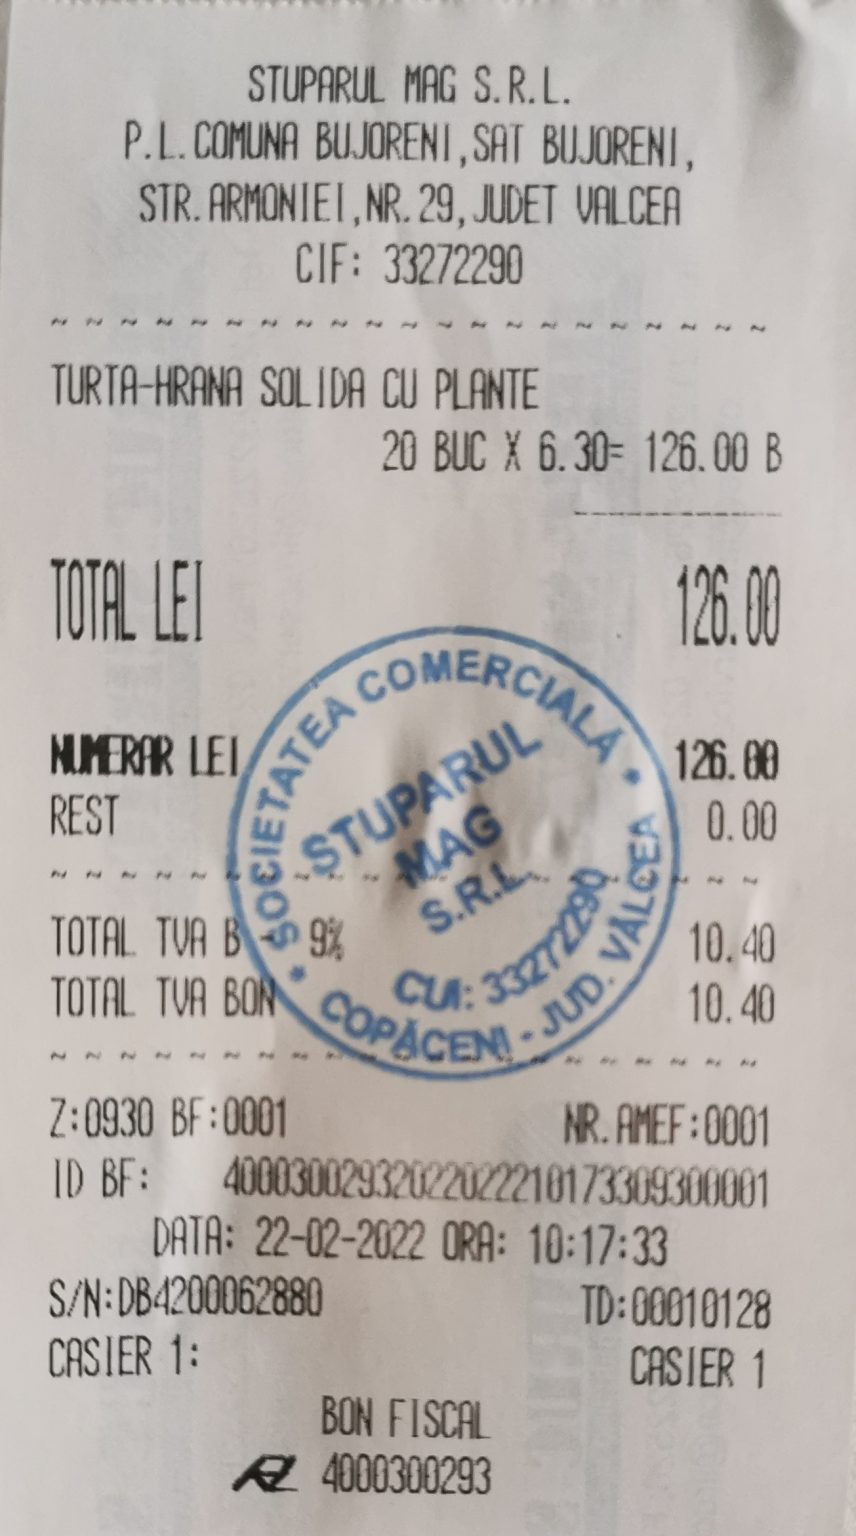 STUPARUL MAG S.R.L.
P.L.COMUNA BUJORENI,SAT BUJORENI,
STR.ARMONIEI,NR.29,JUDET VALCEA
CIF: 33272290
TURTA-HRANA SOLIDA CU PLANTE
20 BUC X 6.30= 126.00 B
TOTAL LEI 126.00
NUMERAR LEI 126.00
REST 0.00
TOTAL TVA B - 9% 10.40
TOTAL TVA BON 10.40
* SOCIETATEA COMERCIALĂ *
STUPARUL
MAG
S.R.L.
CUI: 33272290
COPĂCENI - JUD. VÂLCEA
Z:0930 BF:0001 NR.AMEF:0001
ID BF: 40003002932022022210173309300001
DATA: 22-02-2022 ORA: 10:17:33
S/N:DB4200062880 TD:00010128
CASIER 1: CASIER 1
BON FISCAL
4000300293